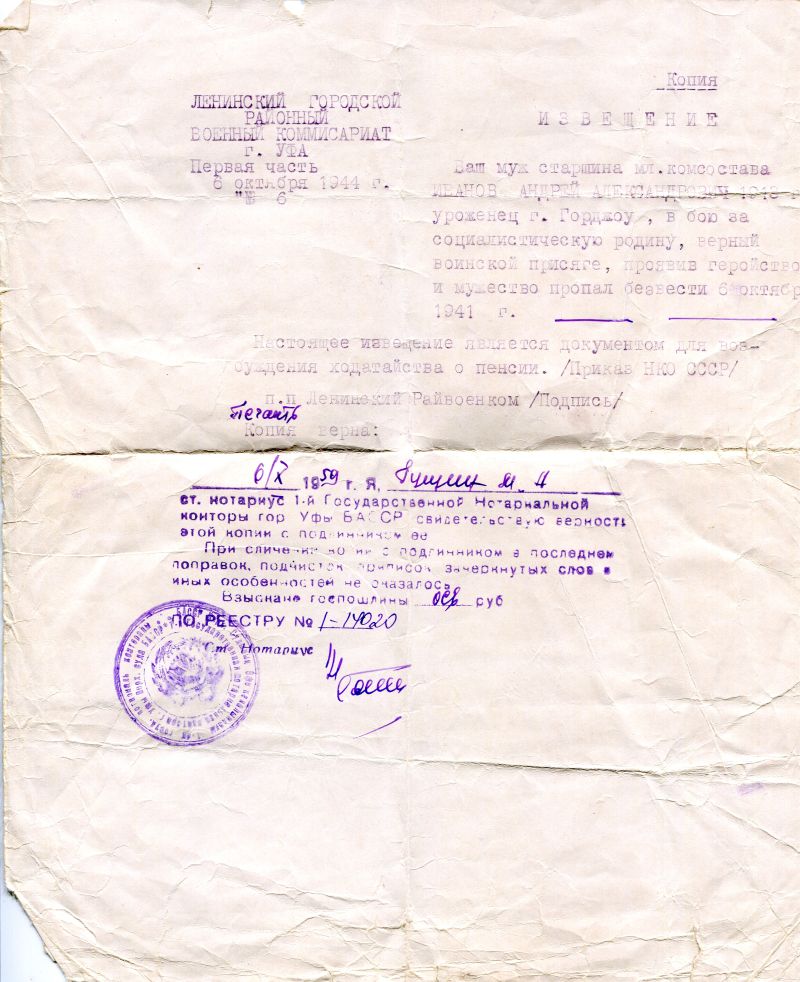 Копия
ЛЕНИНСКИЙ ГОРОДСКОЙ
РАЙОННЫЙ
ВОЕННЫЙ КОММИСАРИАТ
г. УФА
Первая часть
6 октября 1944 г.
"№ 6
ИЗВЕЩЕНИЕ
Ваш муж старшина мл.комсостава
ИВАНОВ АНДРЕЙ АЛЕКСАНДРОВИЧ 1913
уроженец г. Горджоу , в бою за
социалистическую родину, верный
воинской присяге, проявив геройство
и мужество пропал безвести 6 октябр
1941 г.
Настоящее извещение является документом для воз-
буждения ходатайства о пенсии. /Приказ НКО СССР/
п.п Ленинский Райвоенком /Подпись/
Печать
Копия верна:
6/X 1959 г. Я,
ст. нотариус 1-й Государственной Нотариальной
конторы гор. Уфы БАССР свидетельствую верность
этой копии с подлинником ее
При сличении копии с подлинником в последнем
поправок, подчисток, приписок, зачеркнутых слов и
иных особенностей не оказалось
Взыскано госпошлины руб
ПО РЕЕСТРУ № 1-14020
Ст. Нотариус